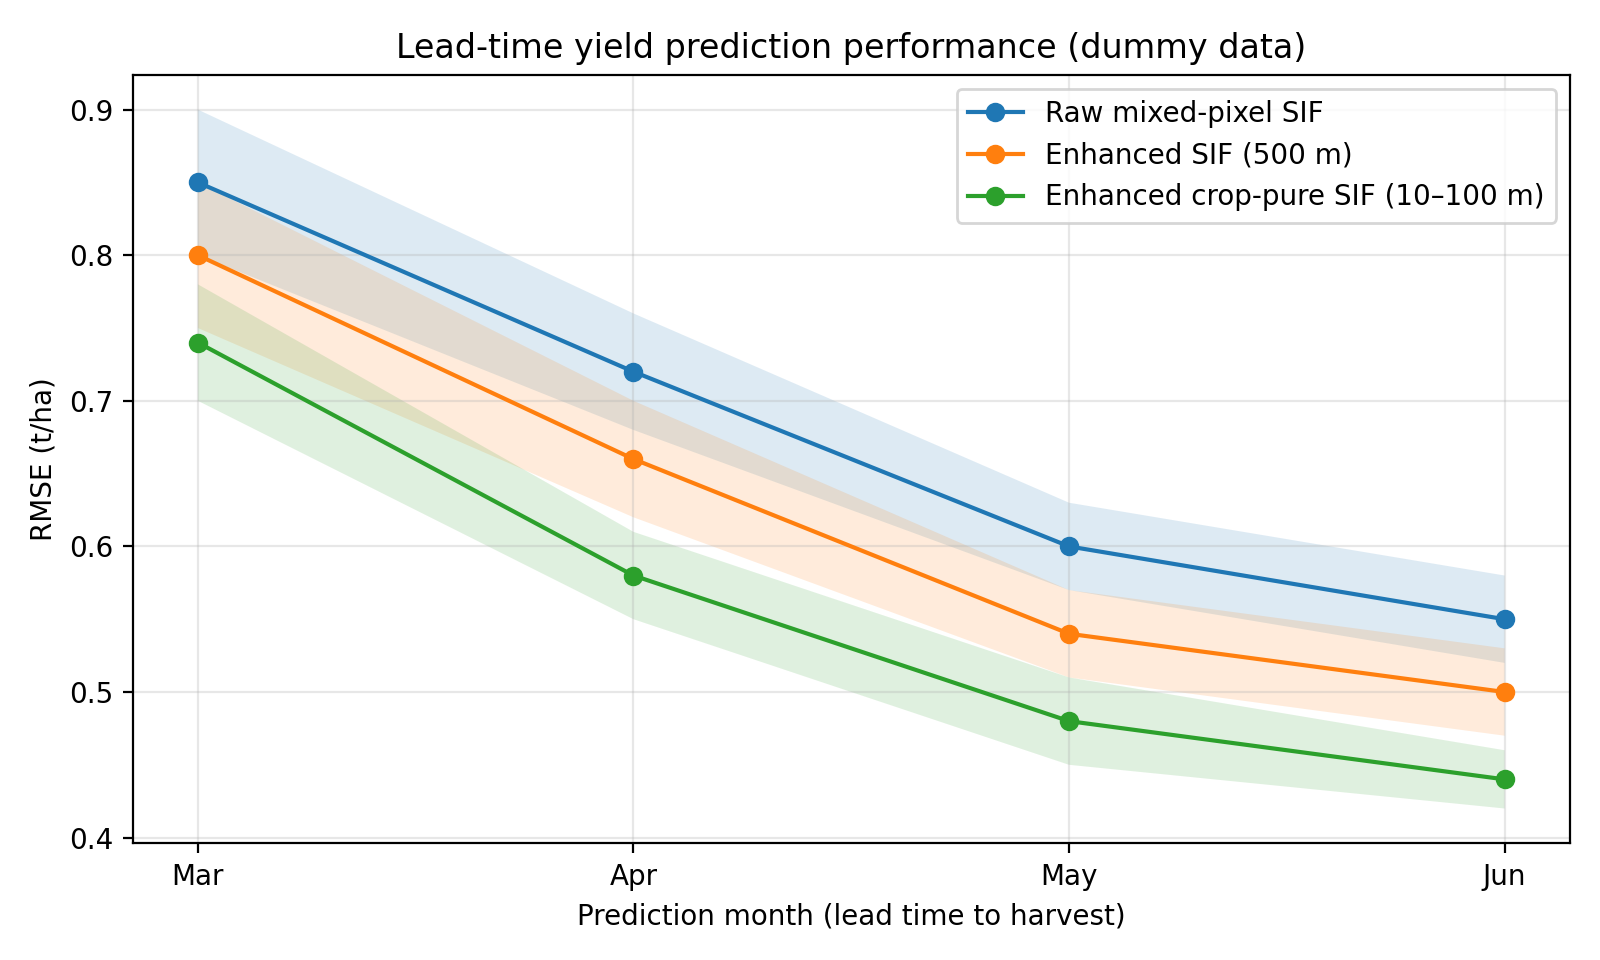 Lead-time yield prediction performance (dummy data)
Raw mixed-pixel SIF
Enhanced SIF (500 m)
Enhanced crop-pure SIF (10–100 m)
RMSE (t/ha)
0.9
0.8
0.7
0.6
0.5
0.4
Mar Apr May Jun
Prediction month (lead time to harvest)